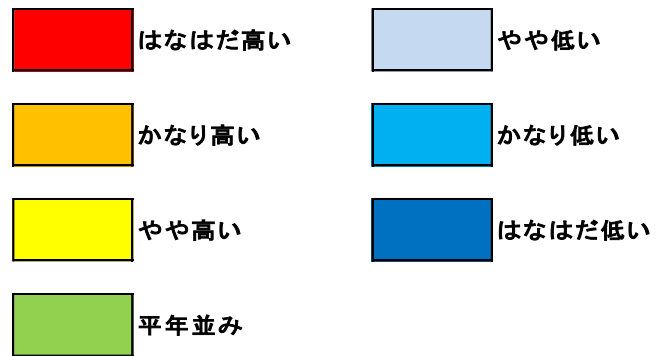 はなはだ高い
かなり高い
やや高い
平年並み
やや低い
かなり低い
はなはだ低い